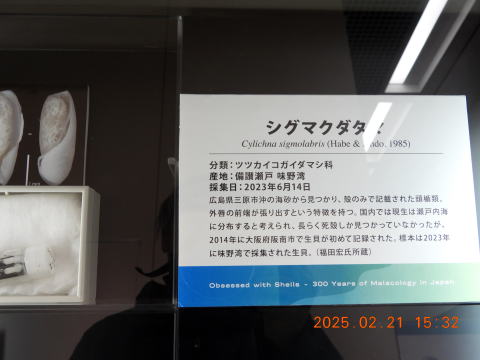 シグマクダタマ
Cylichna sigmolabris (Habe & Ando, 1985)
分類：ツツカイコガイダマシ科
産地：備讃瀬戸 味野湾
採集日：2023年6月14日
広島県三原市沖の海砂から見つかり、殻のみで記載された頭楯類。
外唇の前端が張り出すという特徴を持つ。国内では現生は瀬戸内海
に分布すると考えられ、長らく死殻しか見つかっていなかったが、
2014年に大阪府阪南市で生貝が初めて記録された。標本は2023年
に味野湾で採集された生貝。（福田宏氏所蔵）
Obsessed with Shells - 300 Years of Malacology in Japan
2025.02.21 15:32